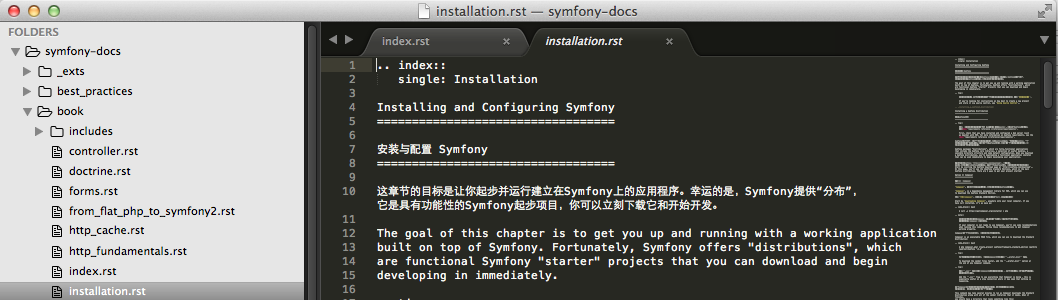 installation.rst — symfony-docs
FOLDERS
symfony-docs
_exts
best_practices
book
includes
controller.rst
doctrine.rst
forms.rst
from_flat_php_to_symfony2.rst
http_cache.rst
http_fundamentals.rst
index.rst
installation.rst
index.rst
installation.rst
1 .. index::
2 single: Installation
3
4 Installing and Configuring Symfony
5 ==================================
6
7 安装与配置 Symfony
8 ==================================
9
10 这章节的目标是让你起步并运行建立在Symfony上的应用程序。幸运的是，Symfony提供“分布”，
它是具有功能性的Symfony起步项目，你可以立刻下载它和开始开发。
11
12 The goal of this chapter is to get you up and running with a working application
13 built on top of Symfony. Fortunately, Symfony offers "distributions", which
14 are functional Symfony "starter" projects that you can download and begin
15 developing in immediately.
16